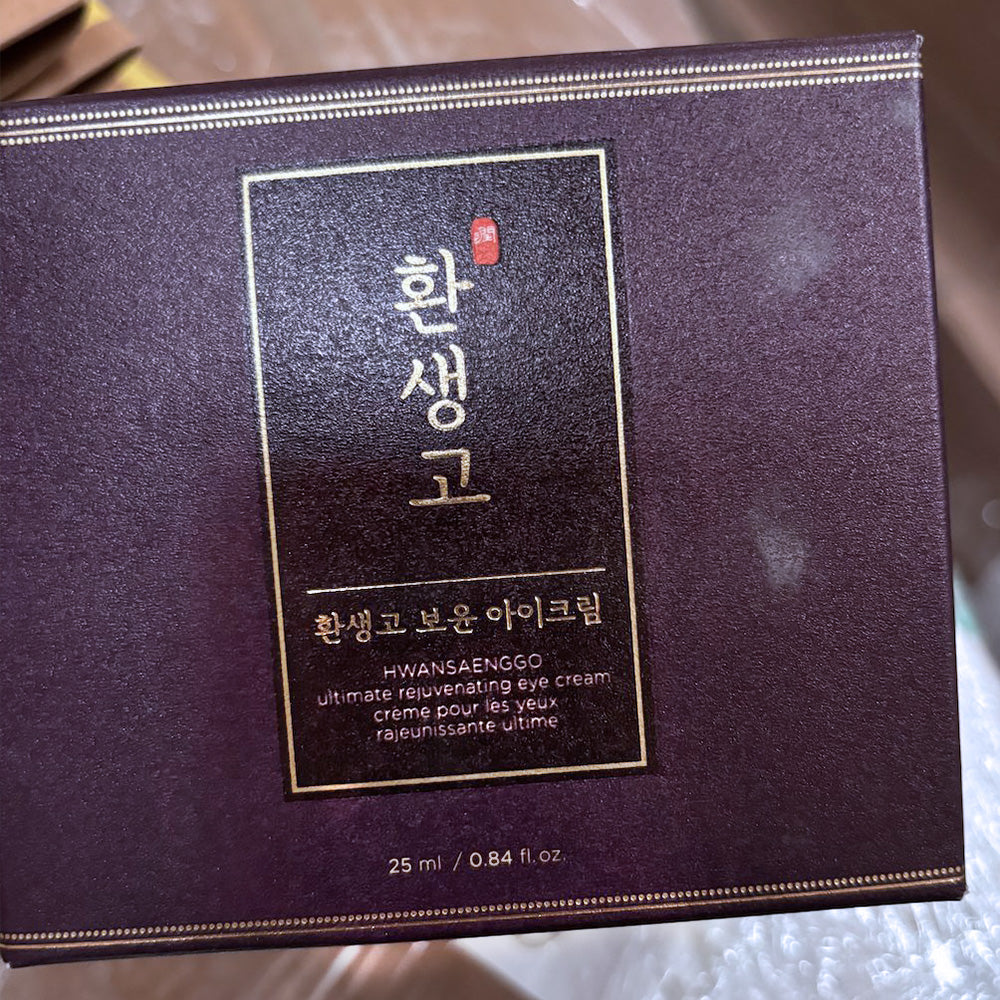 환생고
환생고 보윤 아이크림
HWANSAENGGO
ultimate rejuvenating eye cream
crème pour les yeux
rajeunissante ultime
25 ml / 0.84 fl.oz.